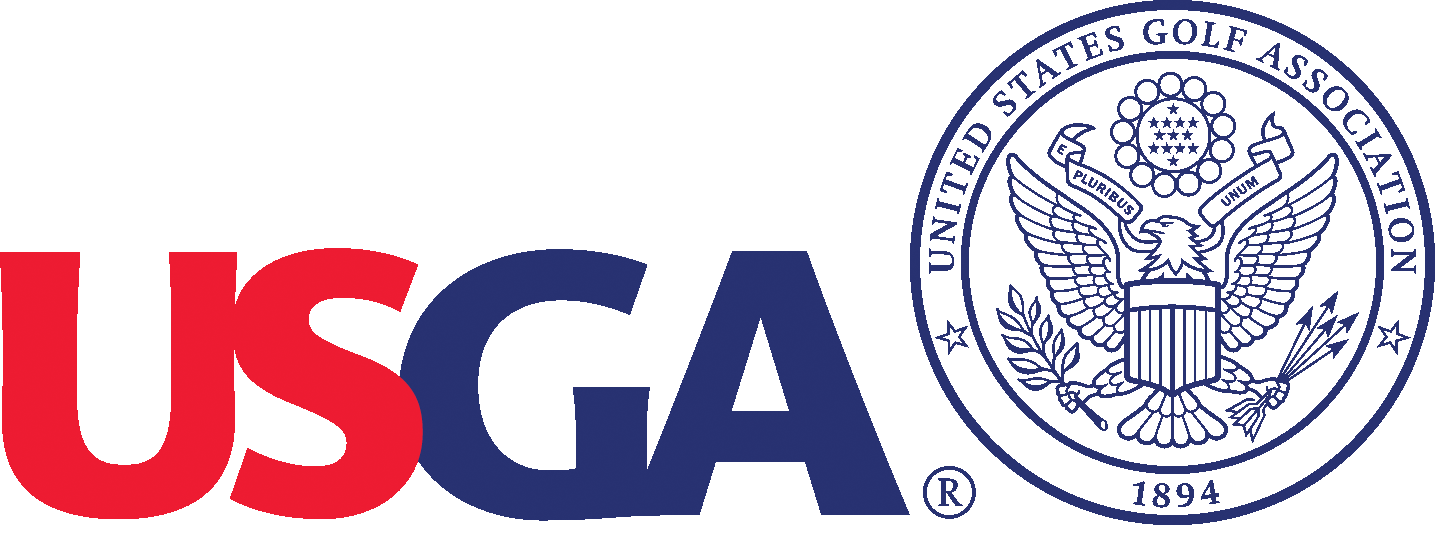 USGA
®
UNITED STATES GOLF ASSOCIATION
E
PLURIBUS
UNUM
1894